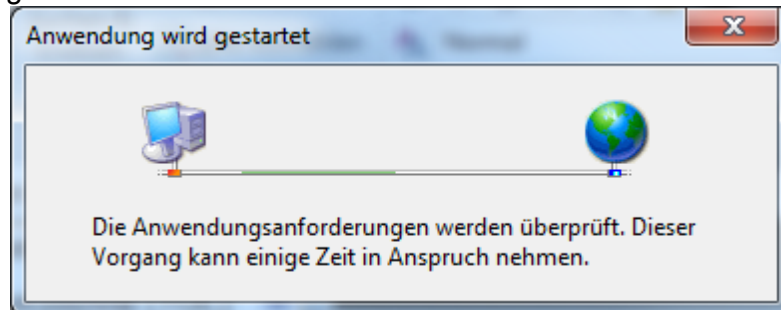 Anwendung wird gestartet
Die Anwendungsanforderungen werden überprüft. Dieser
Vorgang kann einige Zeit in Anspruch nehmen.